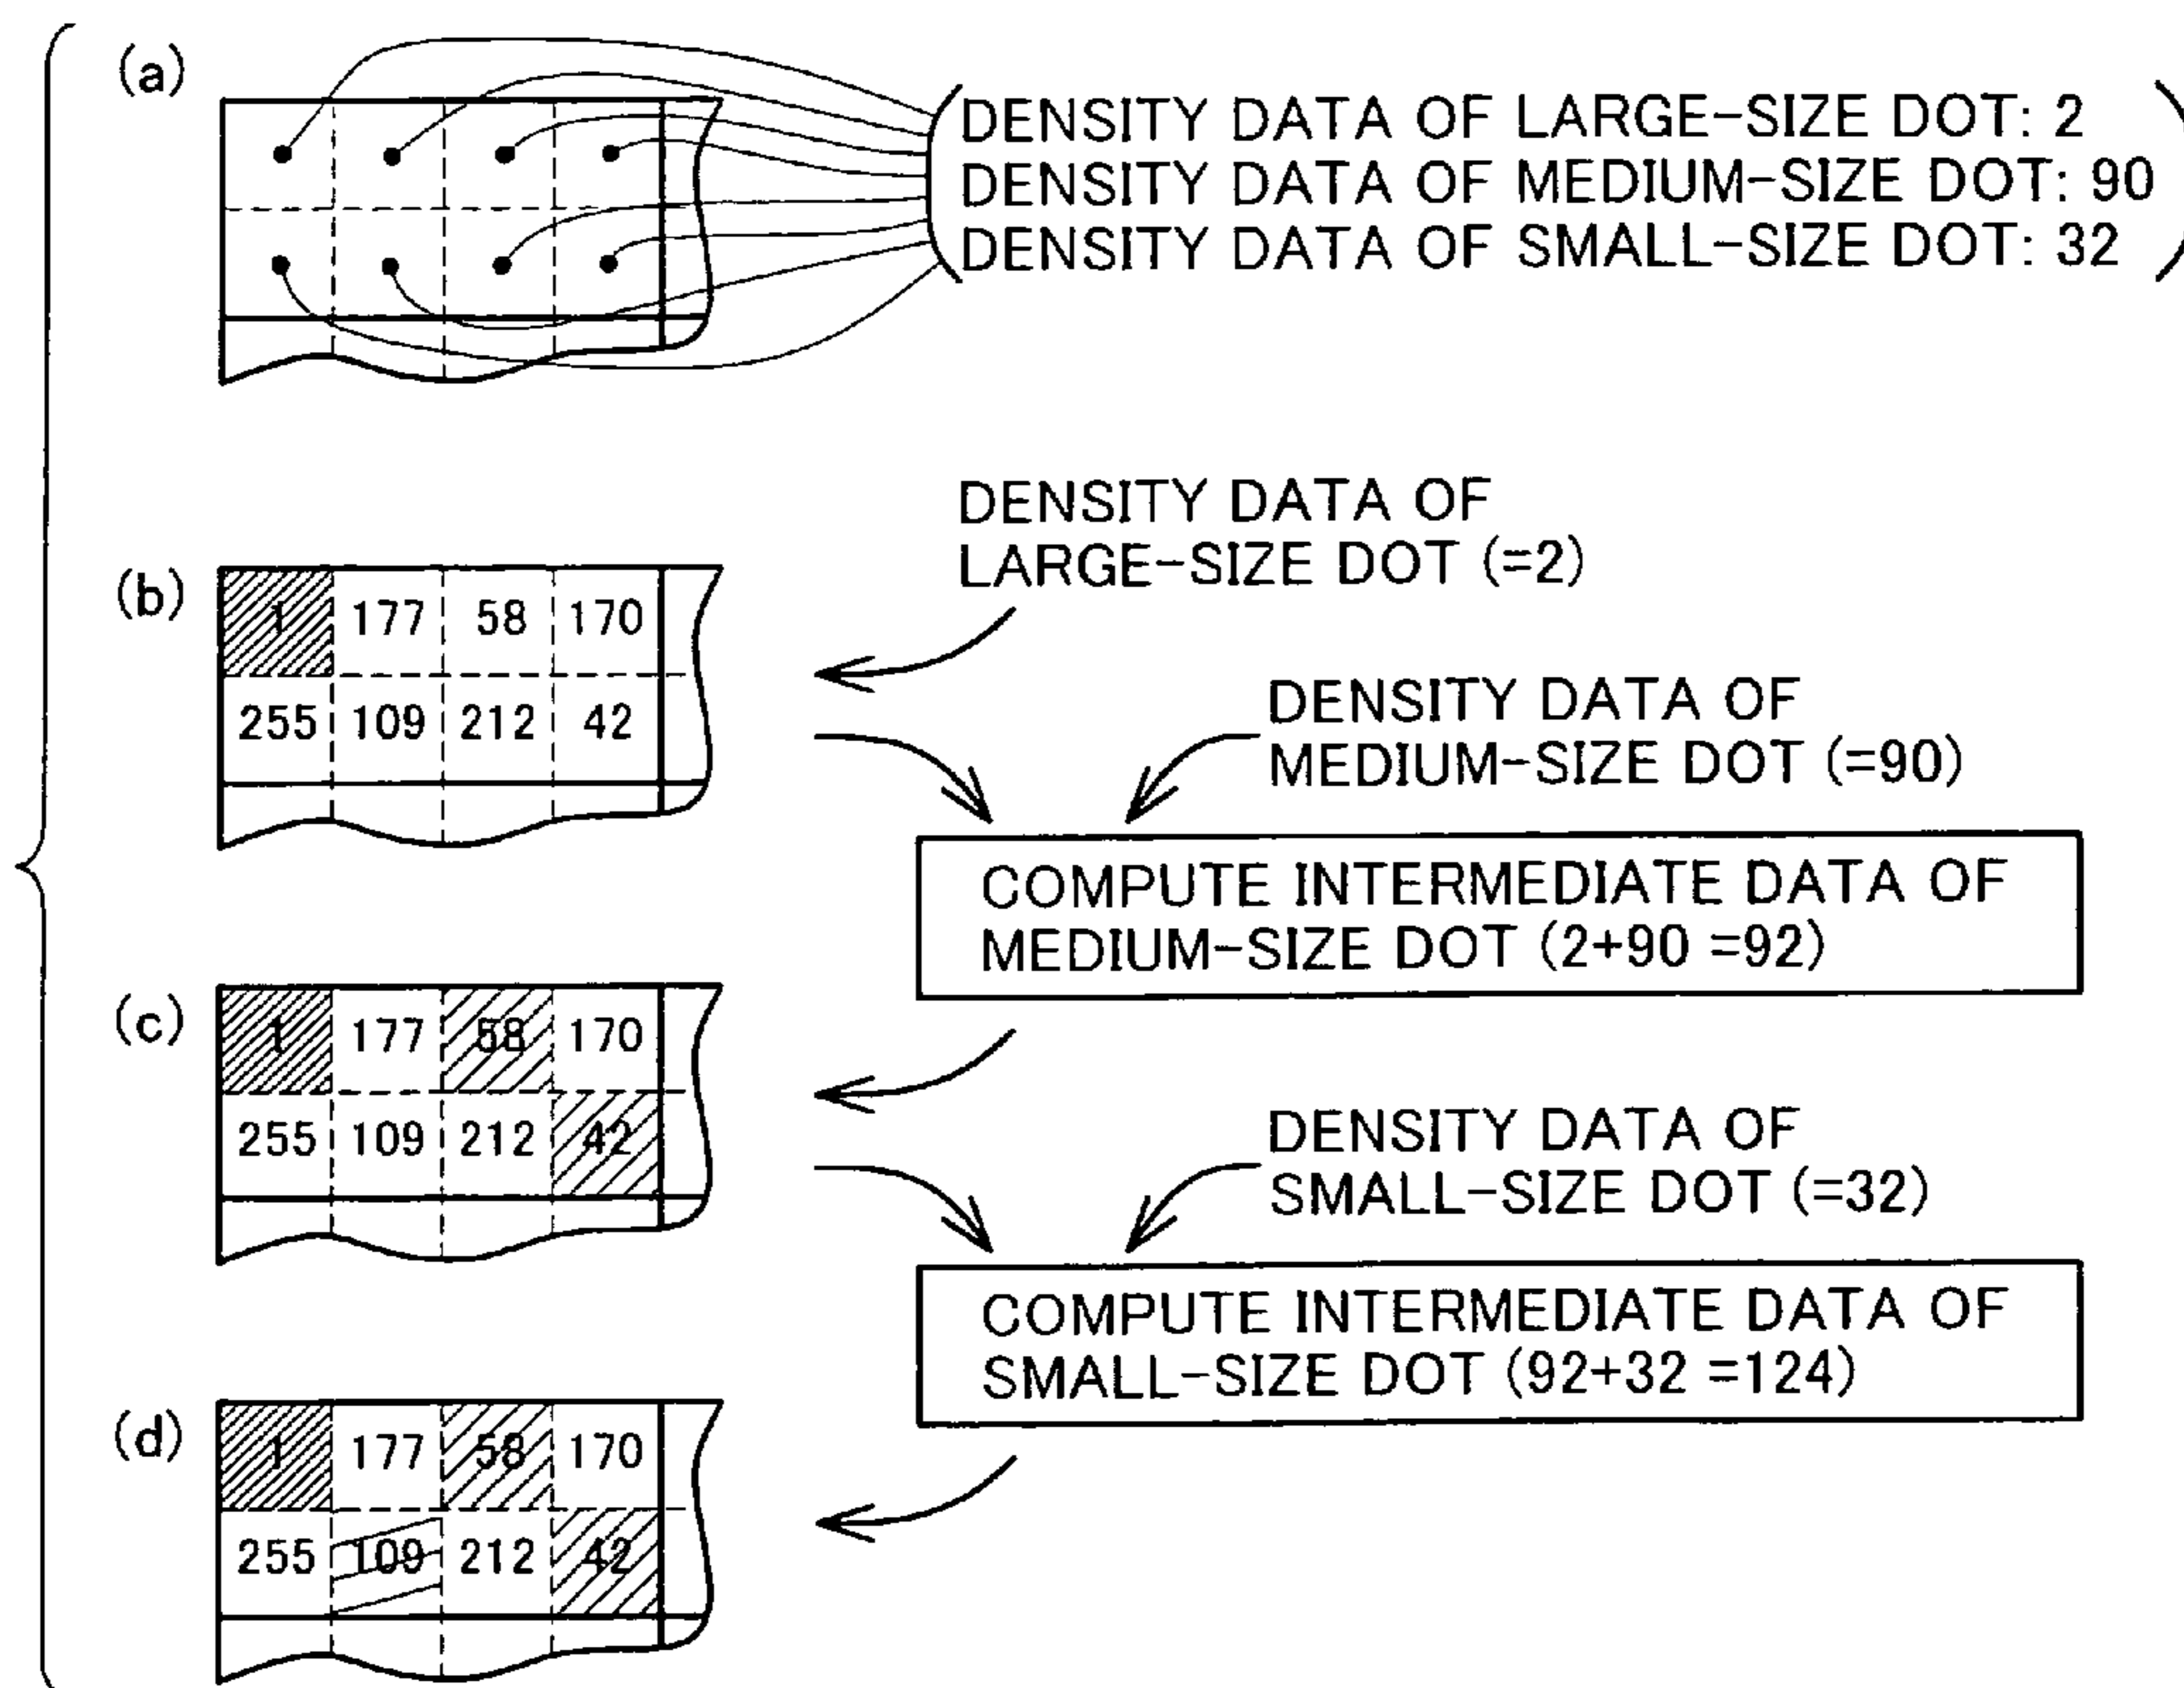 (a)
DENSITY DATA OF LARGE-SIZE DOT: 2
DENSITY DATA OF MEDIUM-SIZE DOT: 90
DENSITY DATA OF SMALL-SIZE DOT: 32
DENSITY DATA OF
LARGE-SIZE DOT (=2)
(b)
1 177 58 170
255 109 212 42
DENSITY DATA OF
MEDIUM-SIZE DOT (=90)
COMPUTE INTERMEDIATE DATA OF
MEDIUM-SIZE DOT (2+90 =92)
(c)
1 177 58 170
255 109 212 42
DENSITY DATA OF
SMALL-SIZE DOT (=32)
COMPUTE INTERMEDIATE DATA OF
SMALL-SIZE DOT (92+32 =124)
(d)
1 177 58 170
255 109 212 42